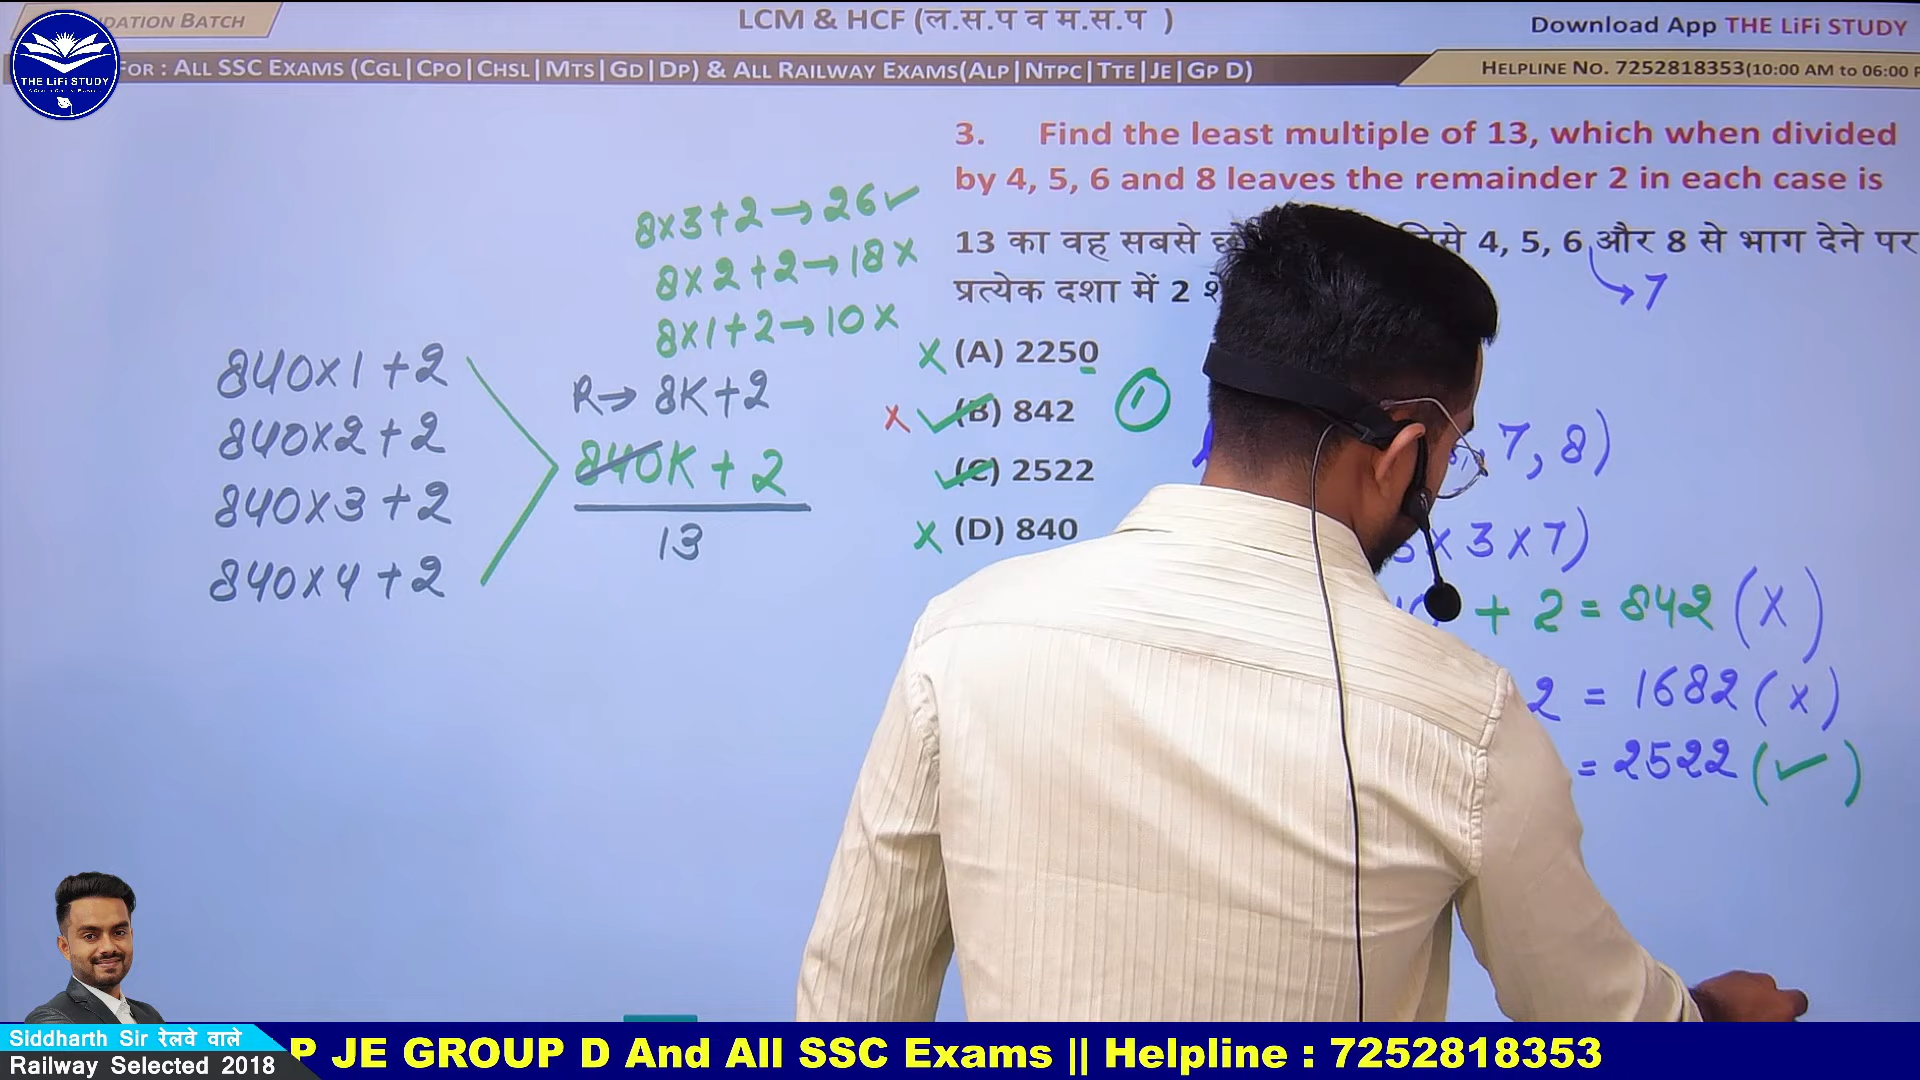 DATION BATCH
LCM & HCF (ल.स.प व म.स.प )
Download App THE LiFi STUDY
THE LiFi STUDY
FOR : ALL SSC EXAMS (CGL|CPO|CHSL|MTS|GD|DP) & ALL RAILWAY EXAMS(ALP|NTPC|TTE|JE|GP D)
HELPLINE NO. 7252818353(10:00 AM TO 06:00 P
3. Find the least multiple of 13, which when divided
by 4, 5, 6 and 8 leaves the remainder 2 in each case is
13 का वह सबसे 4, 5, 6 और 8 से भाग देने पर
प्रत्येक दशा में 2
→7
x (A) 2250
x ✓ (B) 842
1
✓ (C) 2522
x (D) 840
8x3+2→26✓
8x2+2→18x
8x1+2→10x
R→ 8K+2
840K + 2
13
840x1+2
840x2+2
840x3+2
840x4+2
7, 8)
x3x7)
+ 2 = 842 (x)
2 = 1682 (x)
= 2522 (✓)
Siddharth Sir रेलवे वाले
Railway Selected 2018
P JE GROUP D And All SSC Exams || Helpline : 7252818353